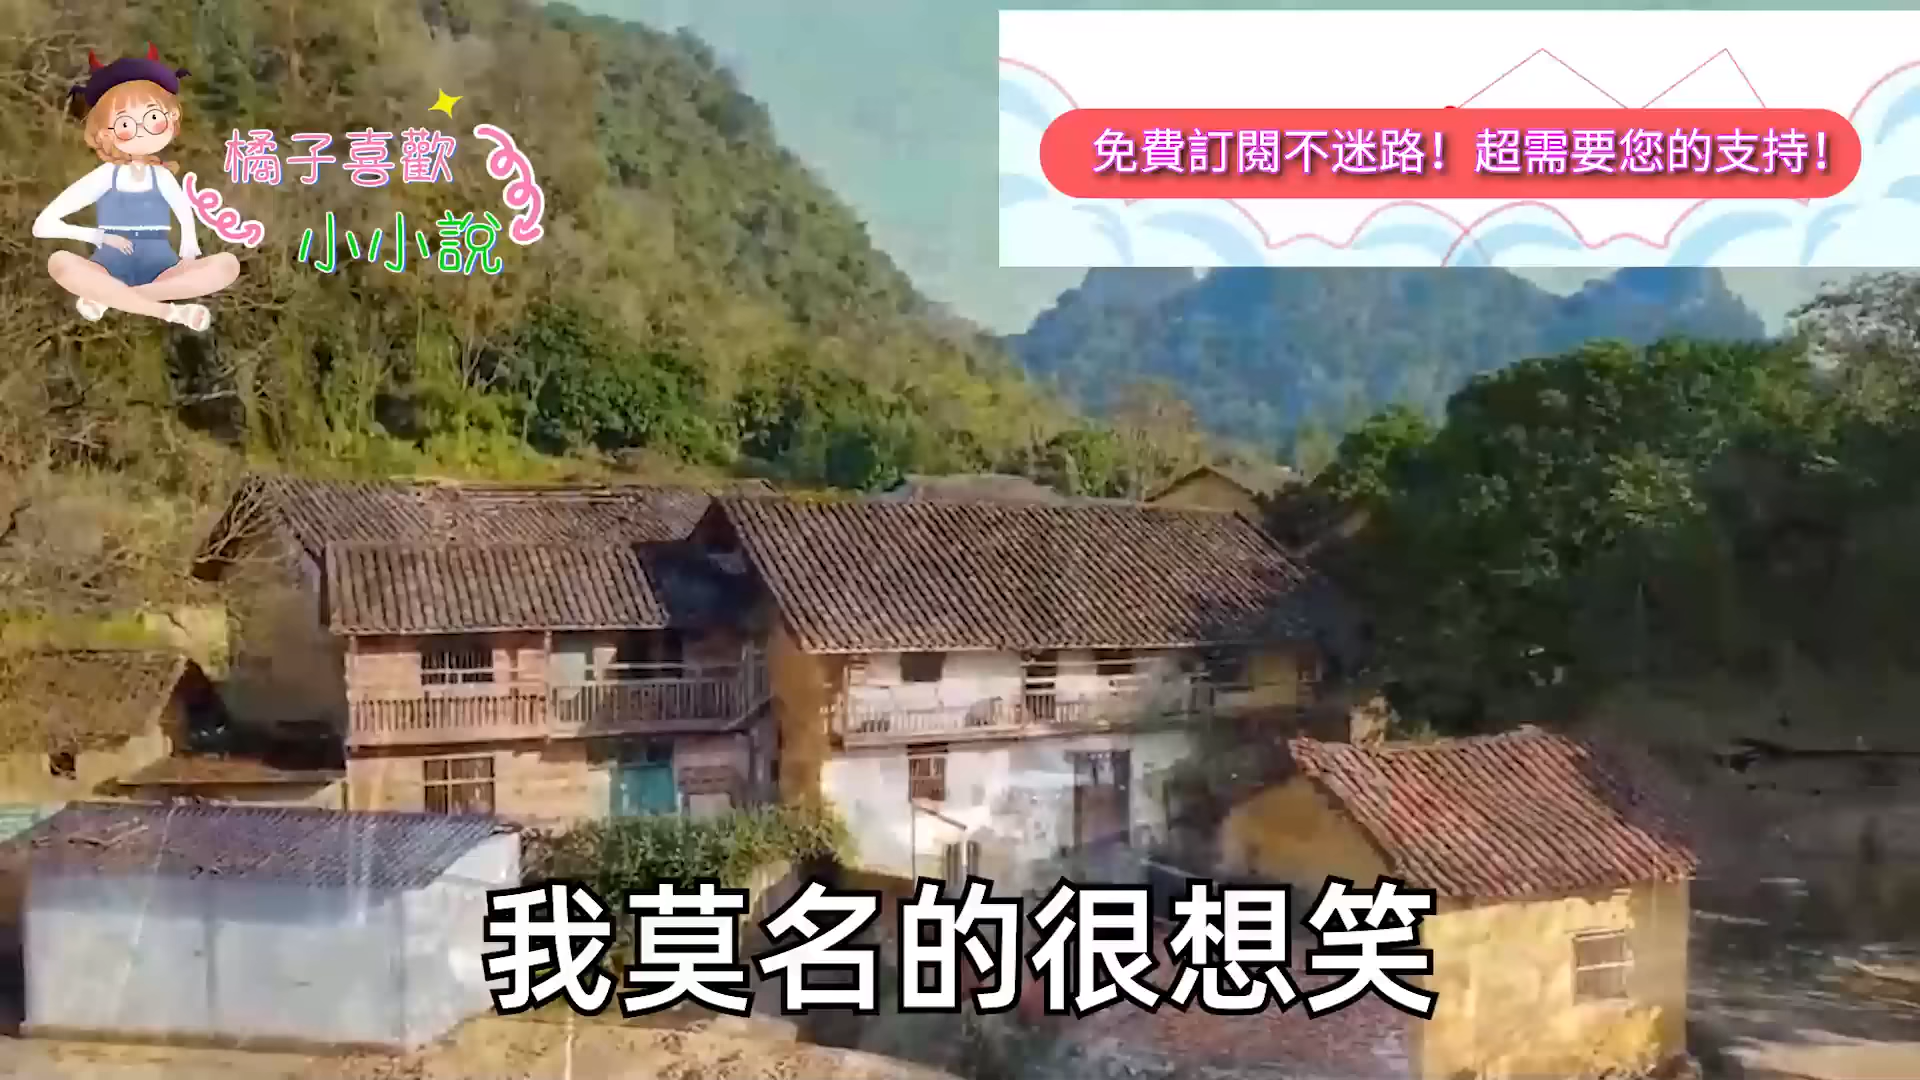 橘子喜歡
小小說
免費訂閱不迷路！超需要您的支持！
我莫名的很想笑